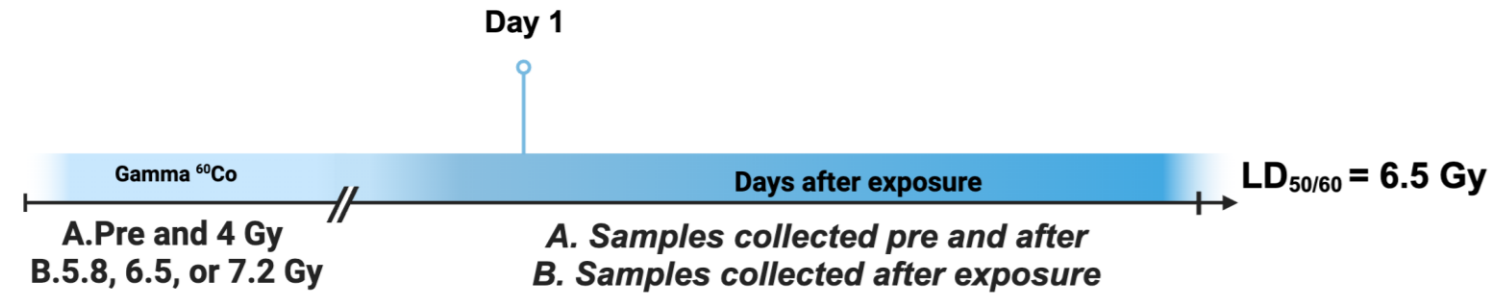 Day 1
Gamma ⁶⁰Co
Days after exposure
LD₅₀/₆₀ = 6.5 Gy
A.Pre and 4 Gy
B.5.8, 6.5, or 7.2 Gy
A. Samples collected pre and after
B. Samples collected after exposure